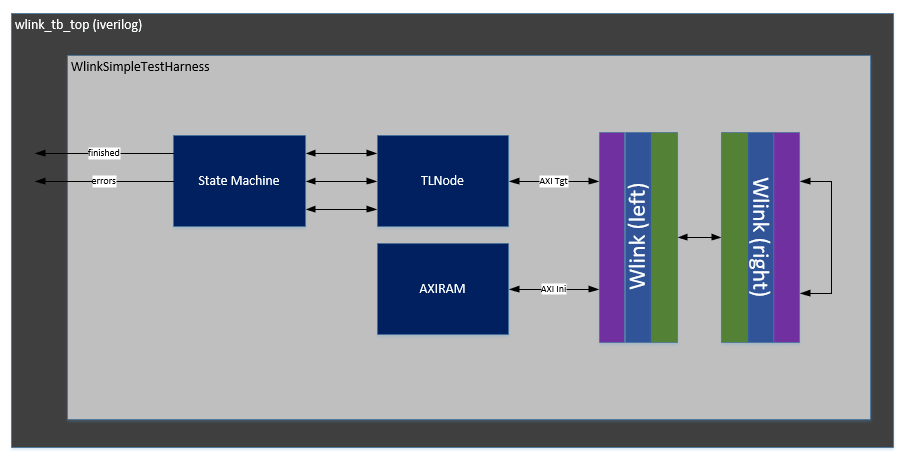 wlink_tb_top (iverilog)
WlinkSimpleTestHarness
finished
errors
State Machine
TLNode
AXI Tgt
AXIRAM
AXI Ini
Wlink (left)
Wlink (right)